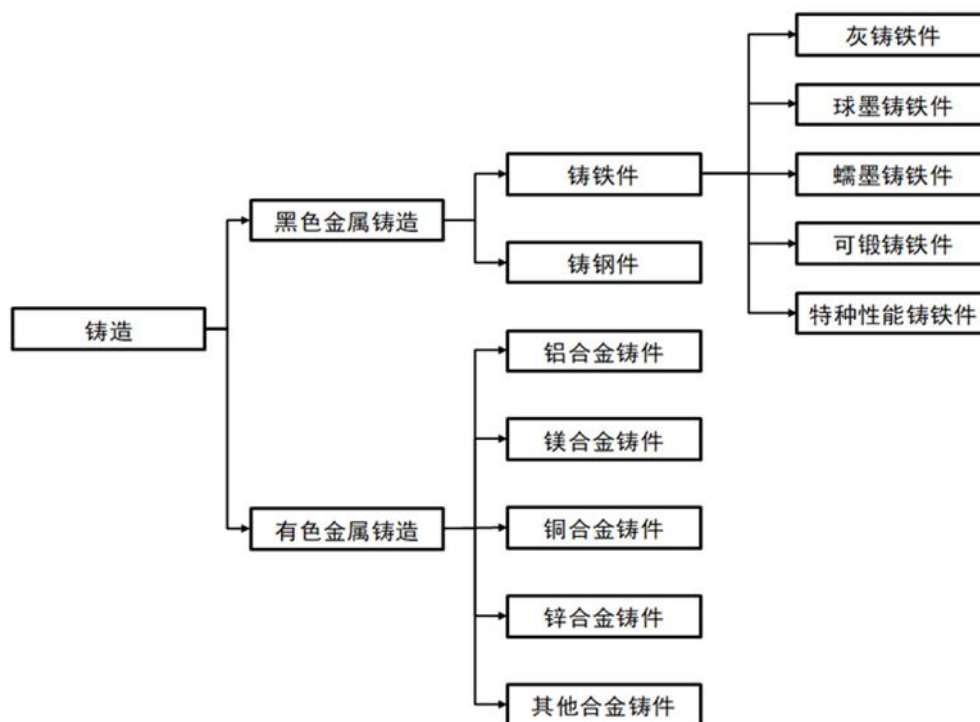 铸造
黑色金属铸造
有色金属铸造
铸铁件
铸钢件
铝合金铸件
镁合金铸件
铜合金铸件
锌合金铸件
其他合金铸件
灰铸铁件
球墨铸铁件
蠕墨铸铁件
可锻铸铁件
特种性能铸铁件